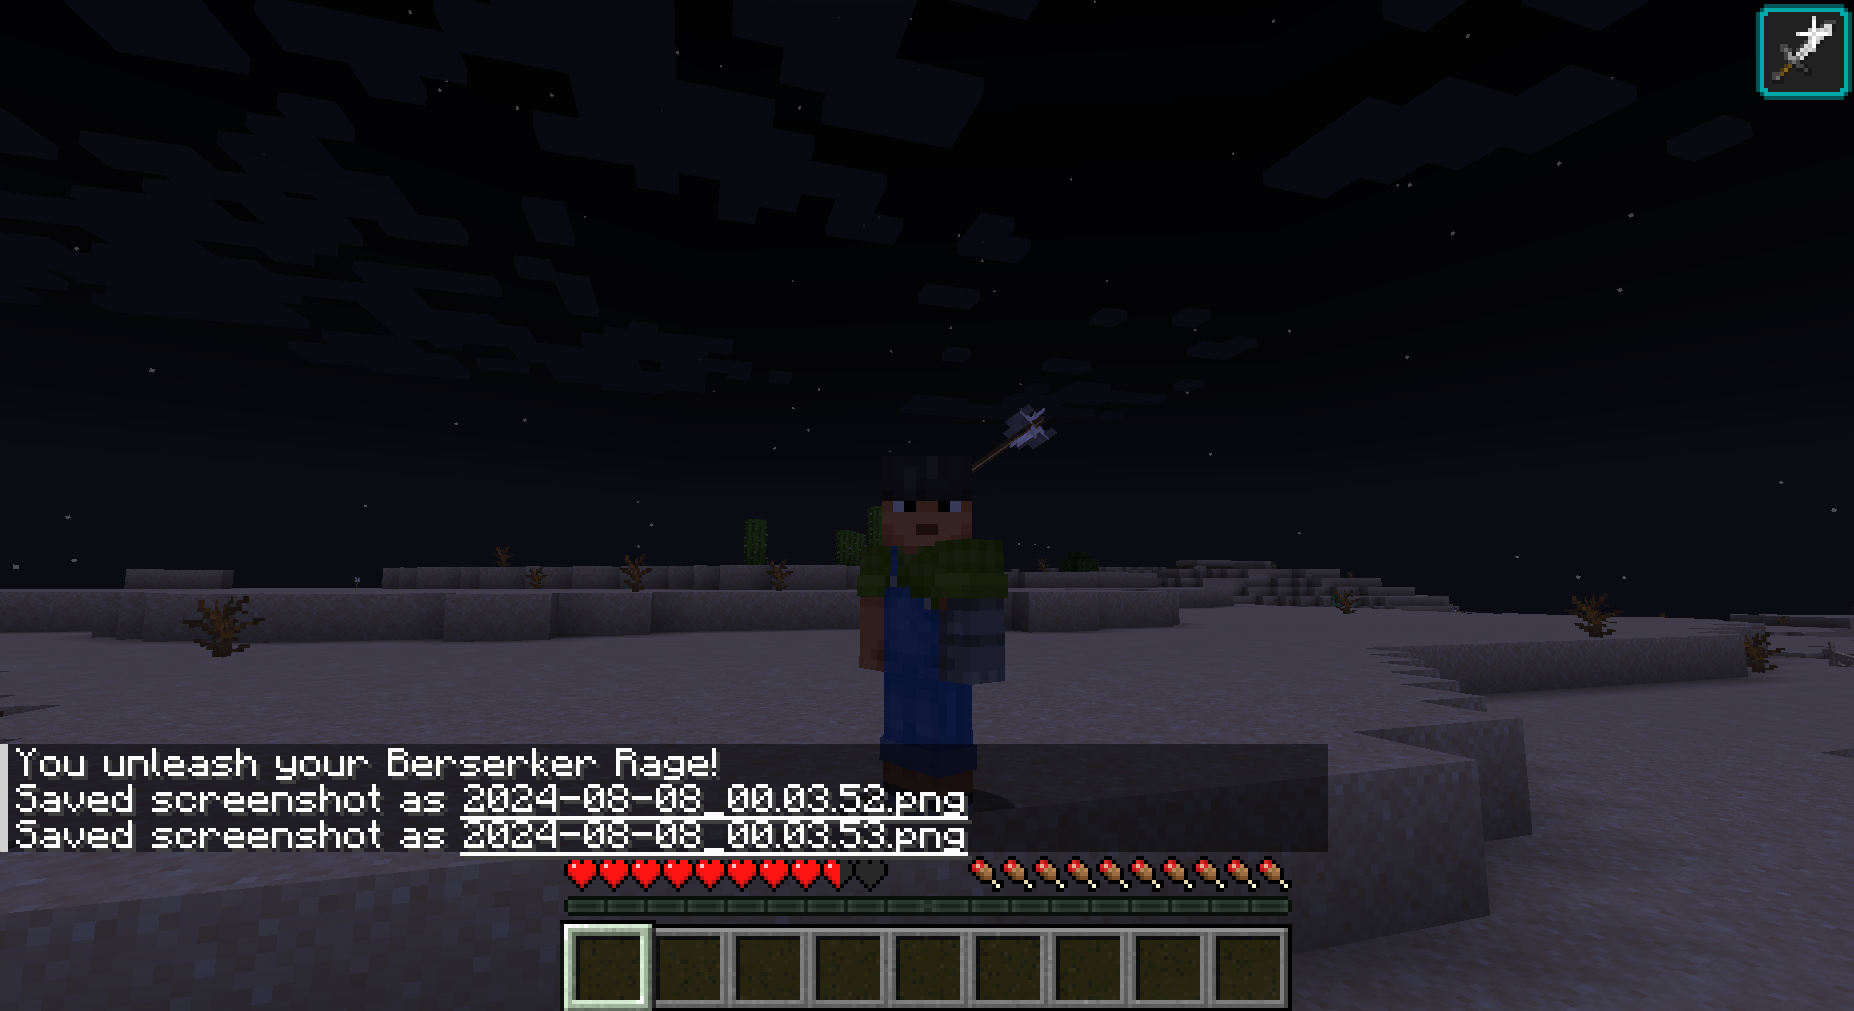 You unleash your Berserker Rage!
Saved screenshot as 2024-08-08_00.03.52.png
Saved screenshot as 2024-08-08_00.03.53.png